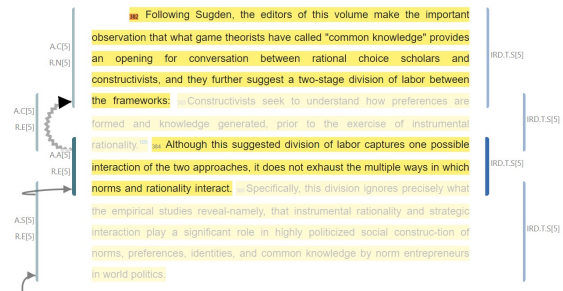 382 Following Sugden, the editors of this volume make the important
observation that what game theorists have called "common knowledge" provides
A.C[5] an opening for conversation between rational choice scholars and IRD.T.S[5]
R.N[5] constructivists, and they further suggest a two-stage division of labor between
A.C[5] the frameworks: Constructivists seek to understand how preferences are IRD.T.S[5]
R.E[5] formed and knowledge generated, prior to the exercise of instrumental
A.A[5] rationality. 384 Although this suggested division of labor captures one possible IRD.T.S[5]
R.E[5] interaction of the two approaches, it does not exhaust the multiple ways in which
norms and rationality interact. Specifically, this division ignores precisely what
A.S[5] the empirical studies reveal-namely, that instrumental rationality and strategic IRD.T.S[5]
R.E[5] interaction play a significant role in highly politicized social construc-tion of
norms, preferences, identities, and common knowledge by norm entrepreneurs
in world politics.